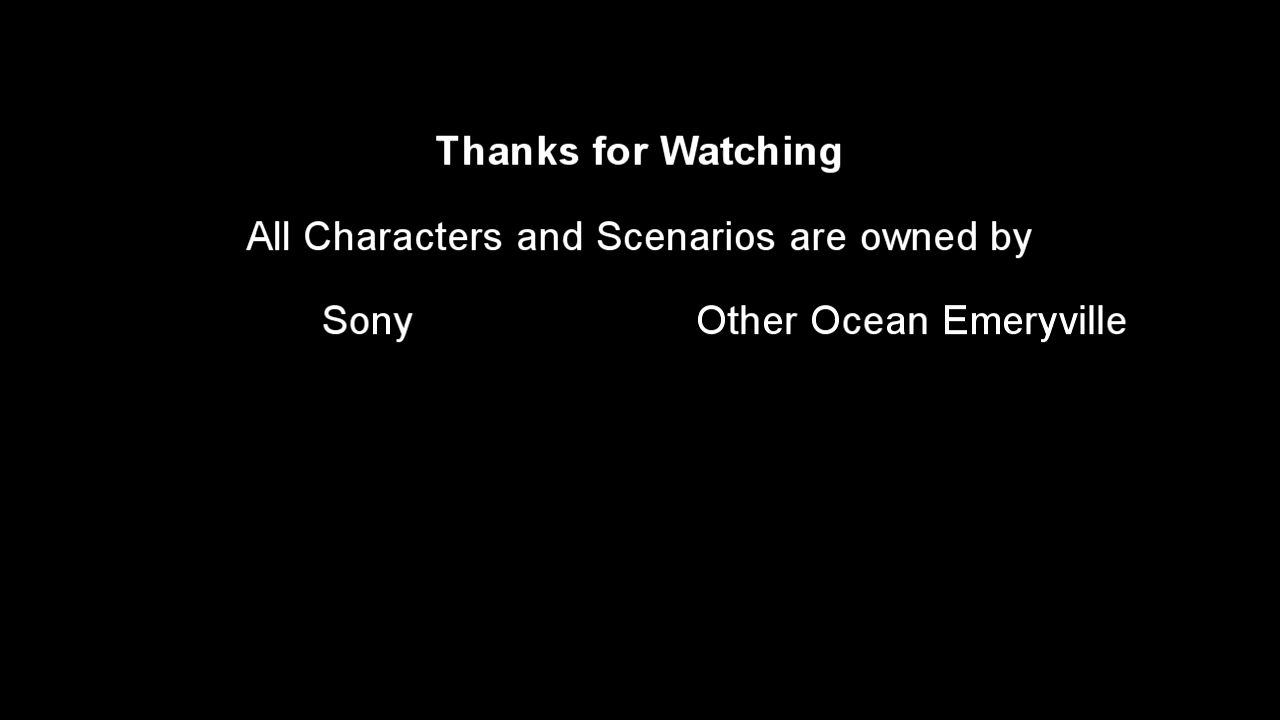 Thanks for Watching
All Characters and Scenarios are owned by
Sony Other Ocean Emeryville